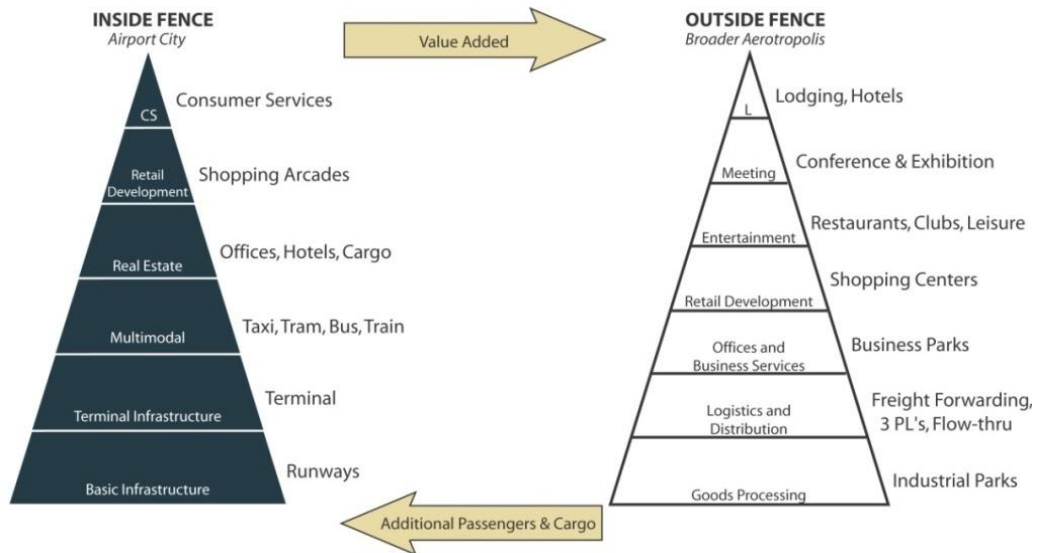 INSIDE FENCE
Airport City
CS
Consumer Services
Retail
Development
Shopping Arcades
Real Estate
Offices, Hotels, Cargo
Multimodal
Taxi, Tram, Bus, Train
Terminal Infrastructure
Terminal
Basic Infrastructure
Runways
Value Added
OUTSIDE FENCE
Broader Aerotropolis
L
Lodging, Hotels
Meeting
Conference & Exhibition
Entertainment
Restaurants, Clubs, Leisure
Retail Development
Shopping Centers
Offices and
Business Services
Business Parks
Logistics and
Distribution
Freight Forwarding,
3 PL's, Flow-thru
Goods Processing
Industrial Parks
Additional Passengers & Cargo